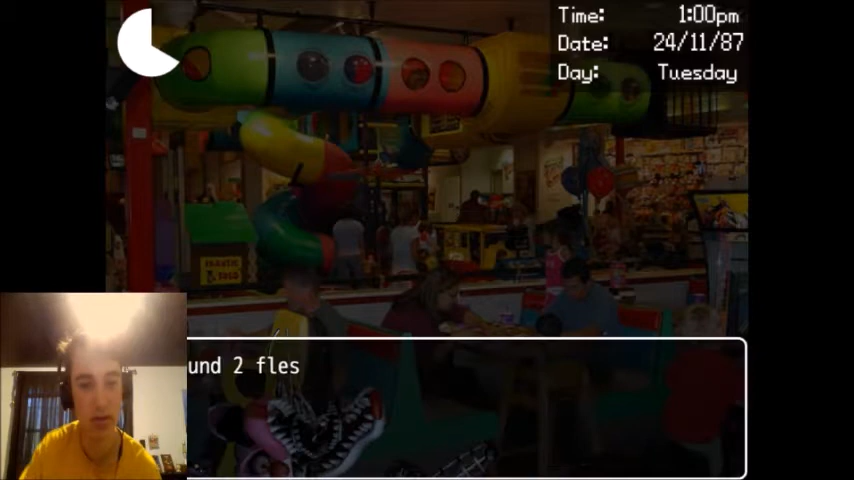 Time: 1:00pm
Date: 24/11/87
Day: Tuesday
und 2 fles